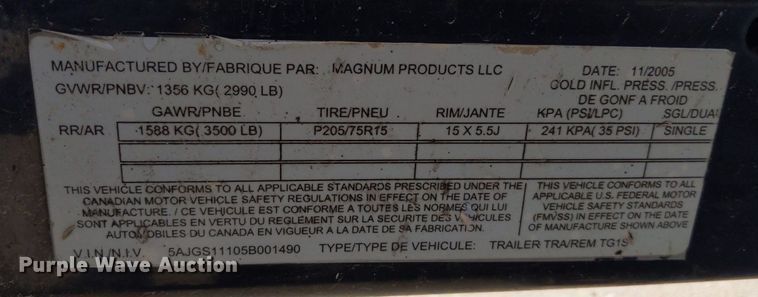 MANUFACTURED BY/FABRIQUE PAR: MAGNUM PRODUCTS LLC DATE: 11/2005
GVWR/PNBV: 1356 KG( 2990 LB) COLD INFL. PRESS./PRESS.
DE GONF A FROID
GAWR/PNBE TIRE/PNEU RIM/JANTE KPA (PSI/LPC) SGL/DUAL
RR/AR 1588 KG( 3500 LB) P205/75R15 15 X 5.5J 241 KPA( 35 PSI) SINGLE
THIS VEHICLE CONFORMS TO ALL APPLICABLE STANDARDS PRESCRIBED UNDER THE
CANADIAN MOTOR VEHICLE SAFETY REGULATIONS IN EFFECT ON THE DATE OF
MANUFACTURE. / CE VEHICULE EST CONFORME A TOUTES LES NORMES QUI LUI
SONT APPLICABLES EN VERTU DU REGLEMENT SUR LA SECURITE DES VEHICULES
AUTOMOBILES DU CANADA EN VIGUEUR A LA DATE DE SA FABRICATION.
THIS VEHICLE CONFORMS TO ALL
APPLICABLE U.S. FEDERAL MOTOR
VEHICLE SAFETY STANDARDS
(FMVSS) IN EFFECT ON THE DATE
OF MANUFACTURE SHOWN ABOVE
V.I.N./N.I.V. 5AJGS11105B001490 TYPE/TYPE DE VEHICULE: TRAILER TRA/REM TG1S
Purple Wave Auction
Purple Wave Auction